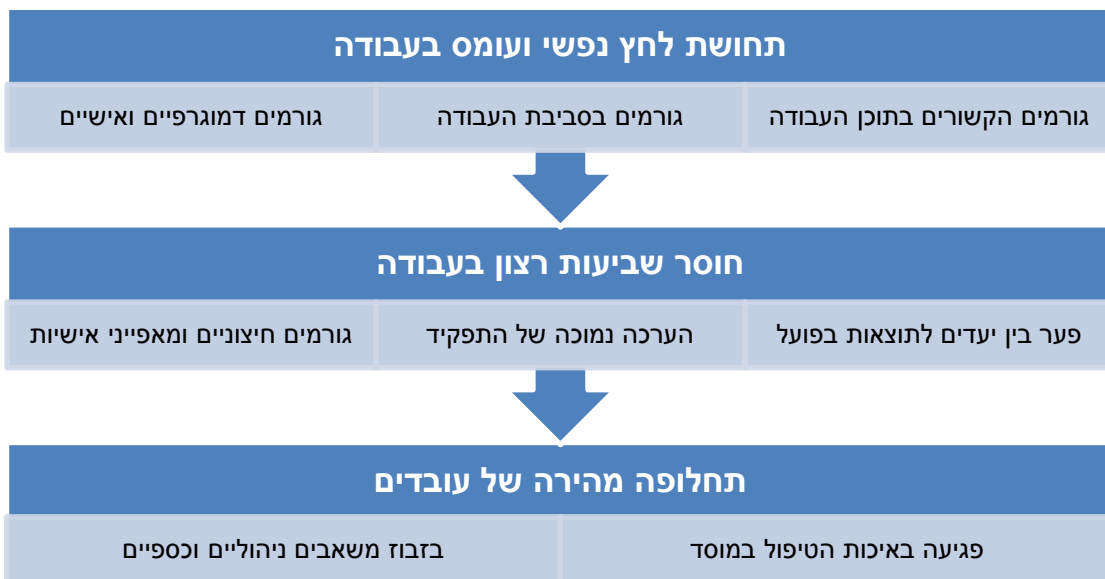 תחושת לחץ נפשי ועומס בעבודה
גורמים הקשורים בתוכן העבודה
גורמים בסביבת העבודה
גורמים דמוגרפיים ואישיים
חוסר שביעות רצון בעבודה
פער בין יעדים לתוצאות בפועל
הערכה נמוכה של התפקיד
גורמים חיצוניים ומאפייני אישיות
תחלופה מהירה של עובדים
פגיעה באיכות הטיפול במוסד
בזבוז משאבים ניהוליים וכספיים